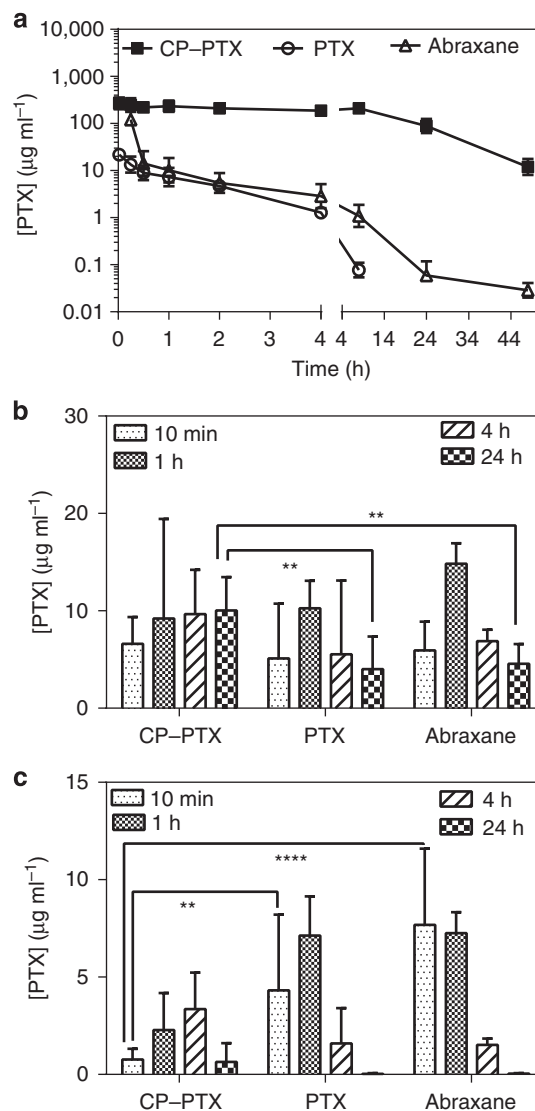 a
10,000
CP–PTX PTX Abraxane
1,000
100
10
1
0.1
0.01
[PTX] (μg ml⁻¹)
0 1 2 3 4 4 14 24 34 44
Time (h)
b
30
10 min 4 h
1 h 24 h
20
**
**
10
0
[PTX] (μg ml⁻¹)
CP–PTX PTX Abraxane
c
15
10 min 4 h
1 h 24 h
10
****
**
5
0
[PTX] (μg ml⁻¹)
CP–PTX PTX Abraxane